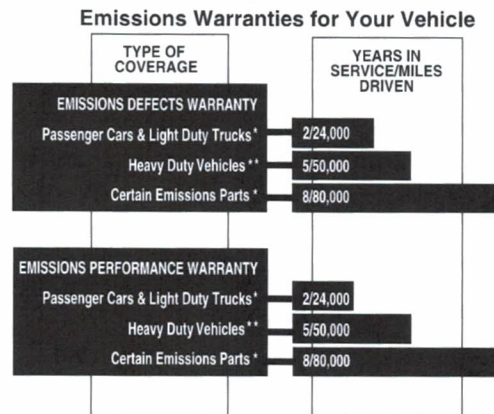 Emissions Warranties for Your Vehicle
TYPE OF
COVERAGE
YEARS IN
SERVICE/MILES
DRIVEN
EMISSIONS DEFECTS WARRANTY
Passenger Cars & Light Duty Trucks* 2/24,000
Heavy Duty Vehicles** 5/50,000
Certain Emissions Parts* 8/80,000
EMISSIONS PERFORMANCE WARRANTY
Passenger Cars & Light Duty Trucks* 2/24,000
Heavy Duty Vehicles** 5/50,000
Certain Emissions Parts* 8/80,000